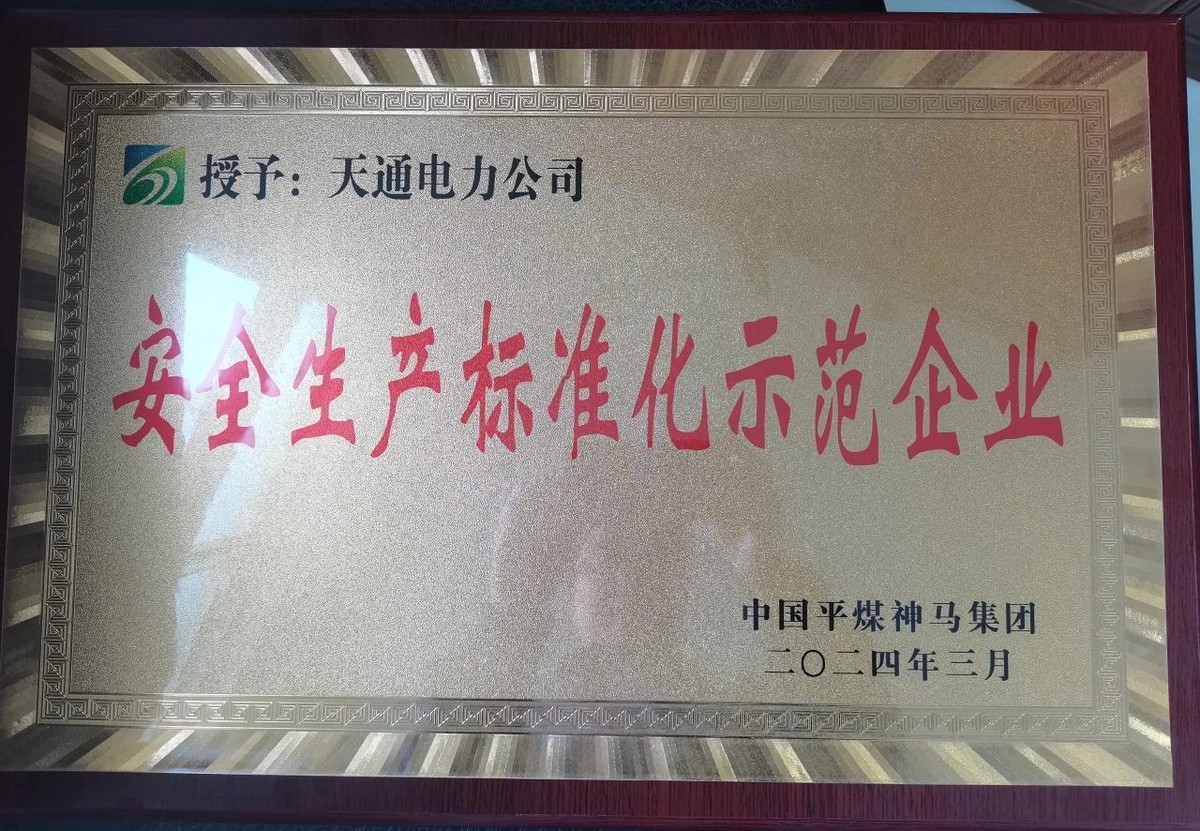 授予：天通电力公司
安全生产标准化示范企业
中国平煤神马集团
二〇二四年三月